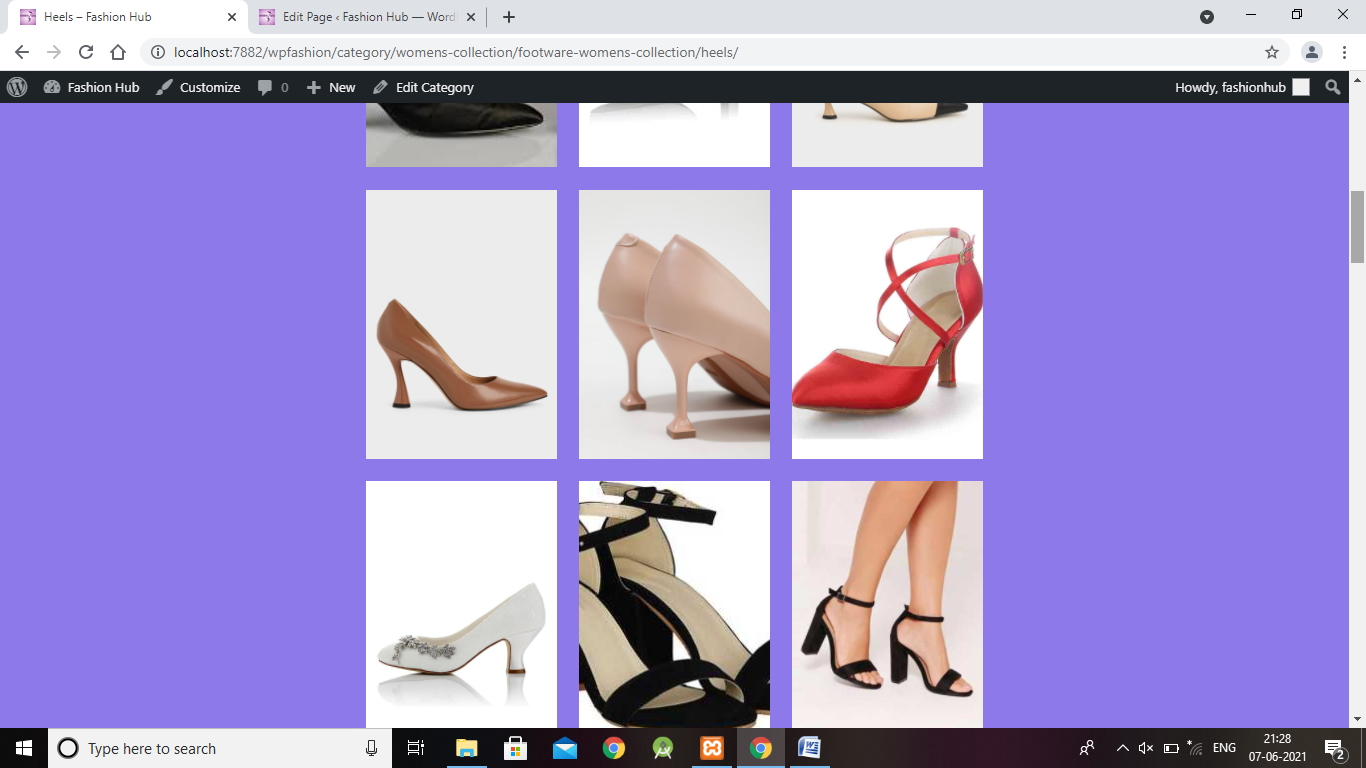 Heels – Fashion Hub
Edit Page ‹ Fashion Hub — Word
localhost:7882/wpfashion/category/womens-collection/footware-womens-collection/heels/
Fashion Hub Customize 0 New Edit Category Howdy, fashionhub
Type here to search
ENG
21:28
07-06-2021
2